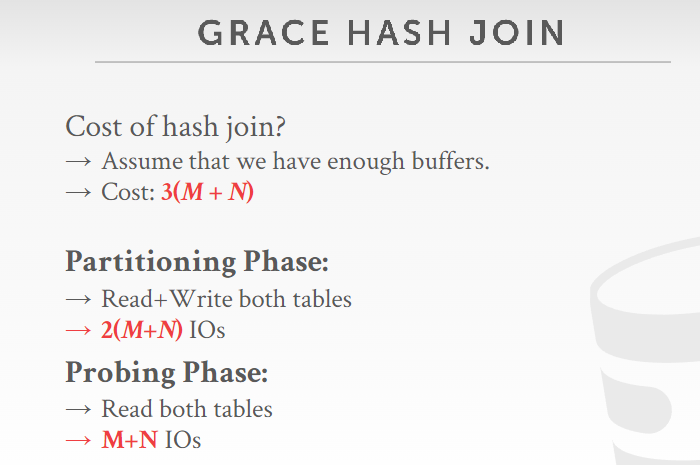 GRACE HASH JOIN
Cost of hash join?
→ Assume that we have enough buffers.
→ Cost: 3(M + N)
Partitioning Phase:
→ Read+Write both tables
→ 2(M+N) IOs
Probing Phase:
→ Read both tables
→ M+N IOs